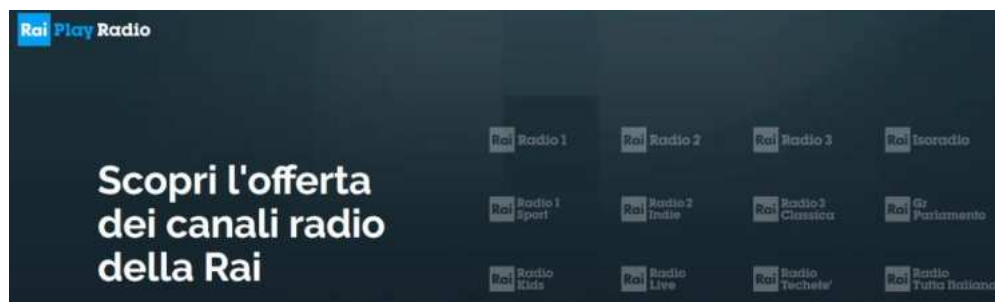 Rai Play Radio
Scopri l'offerta
dei canali radio
della Rai
Rai Radio 1
Rai Radio 2
Rai Radio 3
Rai Isoradio
Rai Radio 1
Sport
Rai Radio 2
Indie
Rai Radio 3
Classica
Rai Gr
Parlamento
Rai Radio
Kids
Rai Radio
Live
Rai Radio
Techete'
Rai Radio
Tutta Italiana